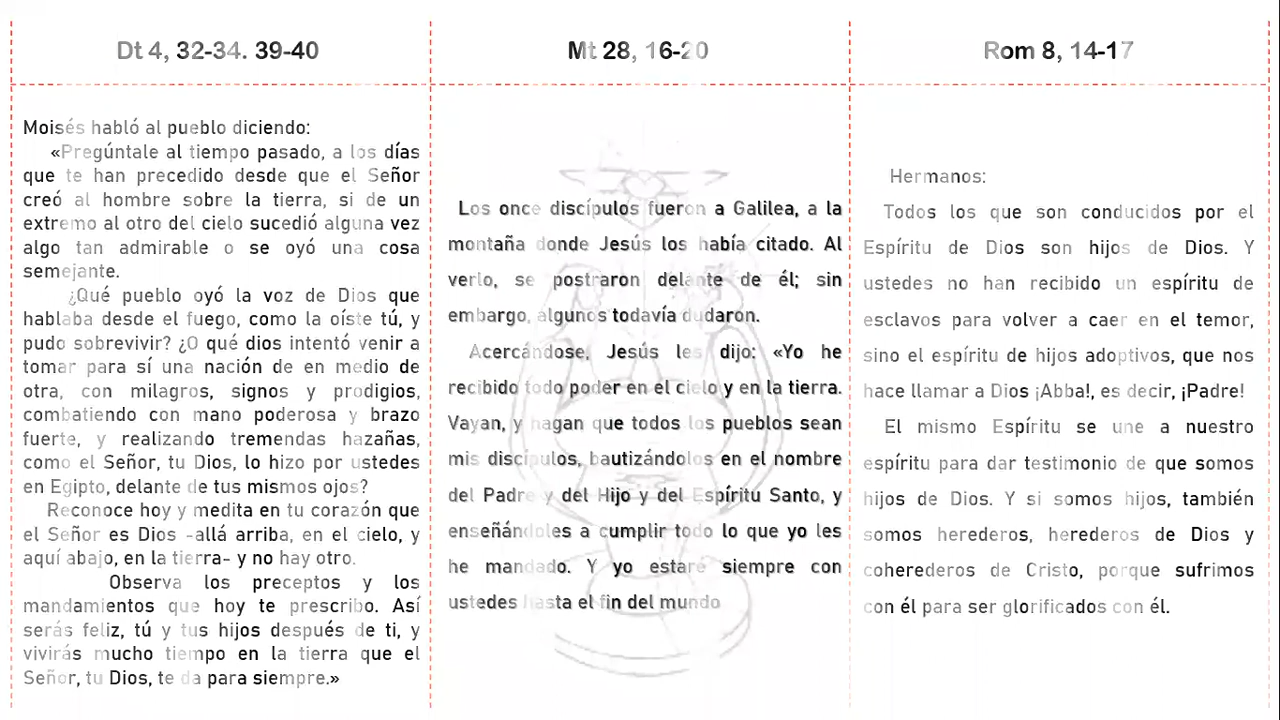 Dt 4, 32-34. 39-40
Moisés habló al pueblo diciendo:
«Pregúntale al tiempo pasado, a los días
que te han precedido desde que el Señor
creó al hombre sobre la tierra, si de un
extremo al otro del cielo sucedió alguna vez
algo tan admirable o se oyó una cosa
semejante.
¿Qué pueblo oyó la voz de Dios que
hablaba desde el fuego, como la oíste tú, y
pudo sobrevivir? ¿O qué dios intentó venir a
tomar para sí una nación de en medio de
otra, con milagros, signos y prodigios,
combatiendo con mano poderosa y brazo
fuerte, y realizando tremendas hazañas,
como el Señor, tu Dios, lo hizo por ustedes
en Egipto, delante de tus mismos ojos?
Reconoce hoy y medita en tu corazón que
el Señor es Dios -allá arriba, en el cielo, y
aquí abajo, en la tierra- y no hay otro.
Observa los preceptos y los
mandamientos que hoy te prescribo. Así
serás feliz, tú y tus hijos después de ti, y
vivirás mucho tiempo en la tierra que el
Señor, tu Dios, te da para siempre.»
Mt 28, 16-20
Los once discípulos fueron a Galilea, a la
montaña donde Jesús los había citado. Al
verlo, se postraron delante de él; sin
embargo, algunos todavía dudaron.
Acercándose, Jesús les dijo: «Yo he
recibido todo poder en el cielo y en la tierra.
Vayan, y hagan que todos los pueblos sean
mis discípulos, bautizándolos en el nombre
del Padre y del Hijo y del Espíritu Santo, y
enseñándoles a cumplir todo lo que yo les
he mandado. Y yo estaré siempre con
ustedes hasta el fin del mundo
Rom 8, 14-17
Hermanos:
Todos los que son conducidos por el
Espíritu de Dios son hijos de Dios. Y
ustedes no han recibido un espíritu de
esclavos para volver a caer en el temor,
sino el espíritu de hijos adoptivos, que nos
hace llamar a Dios ¡Abba!, es decir, ¡Padre!
El mismo Espíritu se une a nuestro
espíritu para dar testimonio de que somos
hijos de Dios. Y si somos hijos, también
somos herederos, herederos de Dios y
coherederos de Cristo, porque sufrimos
con él para ser glorificados con él.